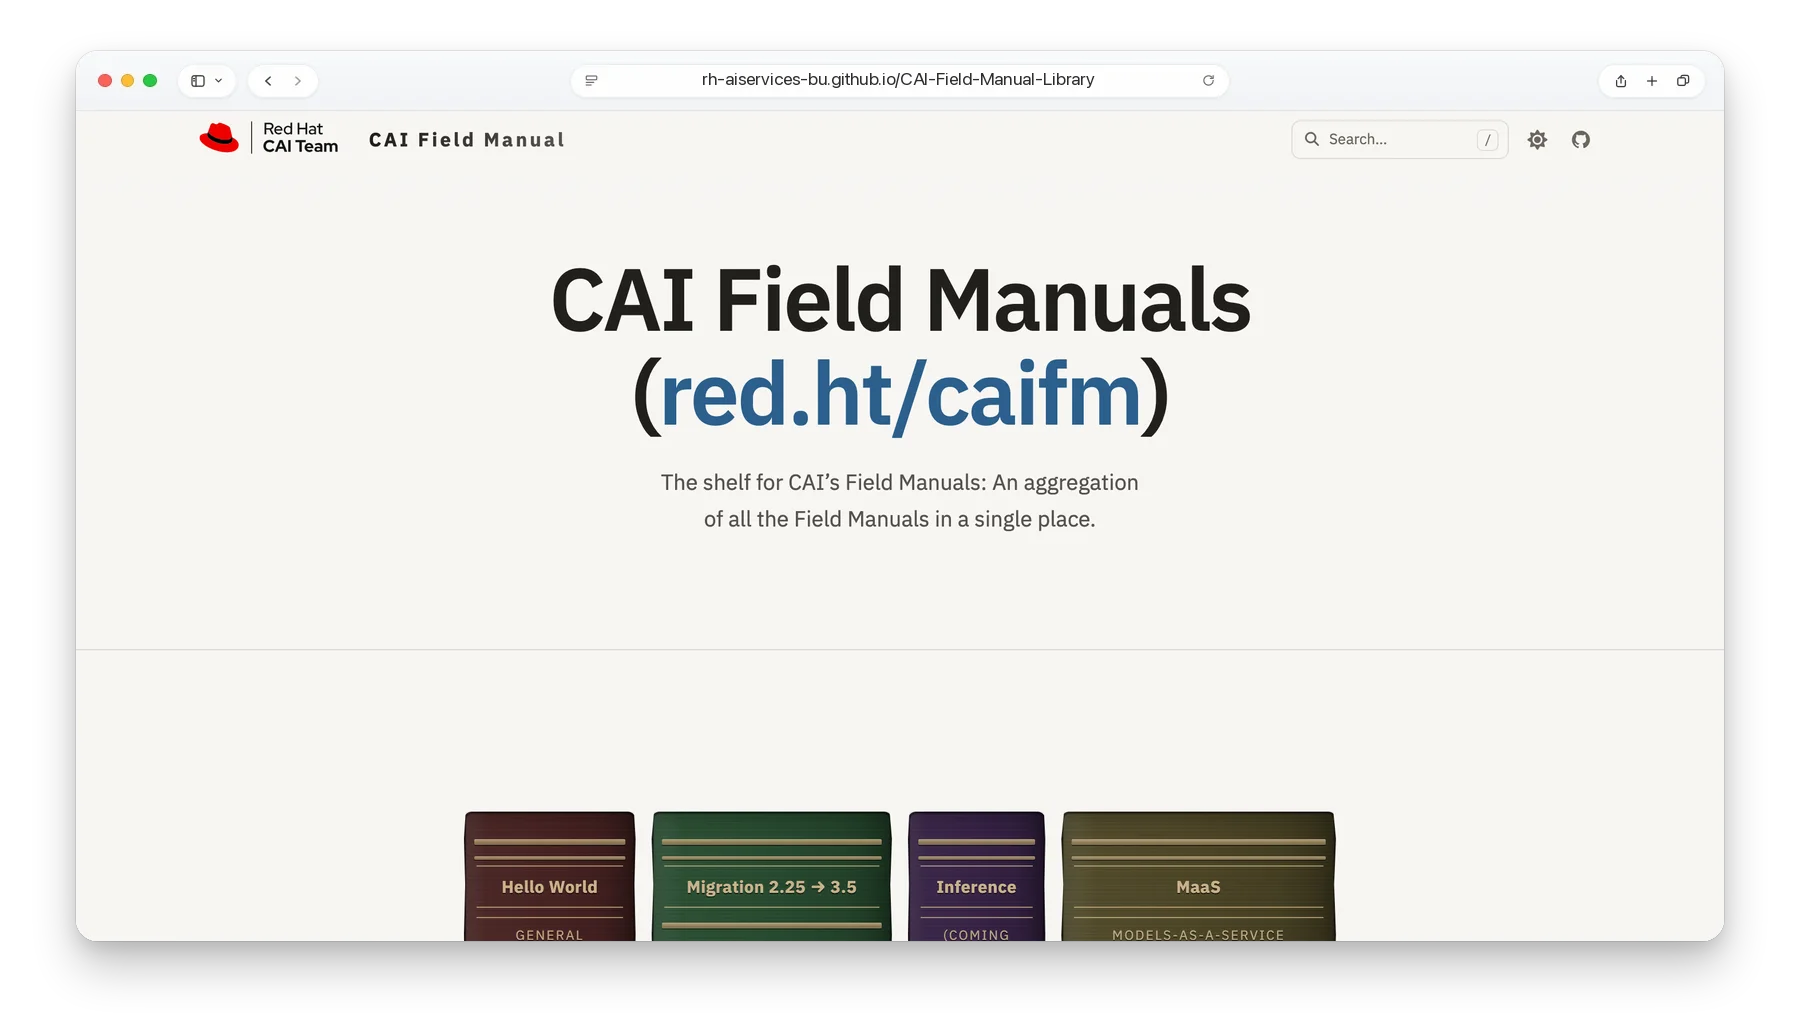 rh-aiservices-bu.github.io/CAI-Field-Manual-Library
Red Hat
CAI Team
CAI Field Manual
Search...
/
CAI Field Manuals
(red.ht/caifm)
The shelf for CAI’s Field Manuals: An aggregation
of all the Field Manuals in a single place.
Hello World
Migration 2.25 → 3.5
Inference
MaaS
GENERAL
(COMING
MODELS-AS-A-SERVICE